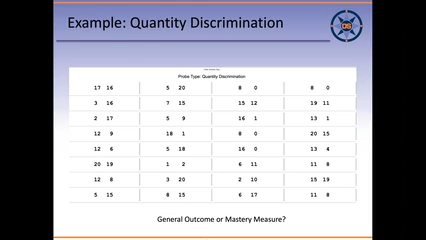 Example: Quantity Discrimination
Probe Type: Quantity Discrimination
17 16 5 20 8 0 8 0
3 16 7 15 15 12 19 11
2 17 5 9 16 1 13 1
12 9 18 1 8 0 20 15
12 6 5 18 16 0 13 4
20 19 1 2 6 11 11 8
12 8 3 20 2 10 15 19
5 15 8 15 6 17 11 8
General Outcome or Mastery Measure?